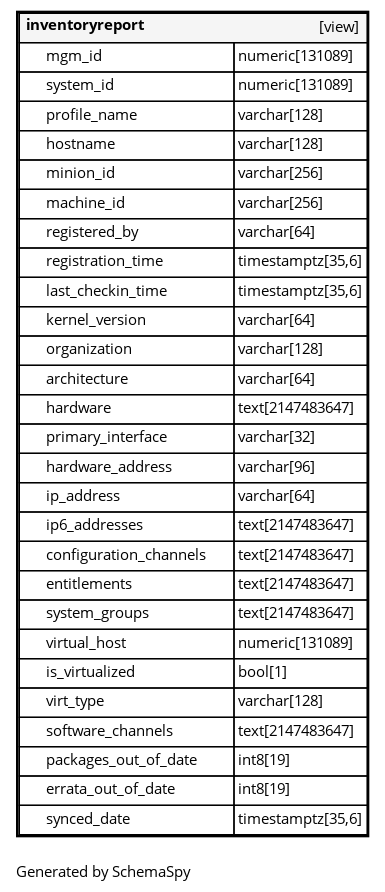 inventoryreport [view]
mgm_id numeric[131089]
system_id numeric[131089]
profile_name varchar[128]
hostname varchar[128]
minion_id varchar[256]
machine_id varchar[256]
registered_by varchar[64]
registration_time timestamptz[35,6]
last_checkin_time timestamptz[35,6]
kernel_version varchar[64]
organization varchar[128]
architecture varchar[64]
hardware text[2147483647]
primary_interface varchar[32]
hardware_address varchar[96]
ip_address varchar[64]
ip6_addresses text[2147483647]
configuration_channels text[2147483647]
entitlements text[2147483647]
system_groups text[2147483647]
virtual_host numeric[131089]
is_virtualized bool[1]
virt_type varchar[128]
software_channels text[2147483647]
packages_out_of_date int8[19]
errata_out_of_date int8[19]
synced_date timestamptz[35,6]
Generated by SchemaSpy